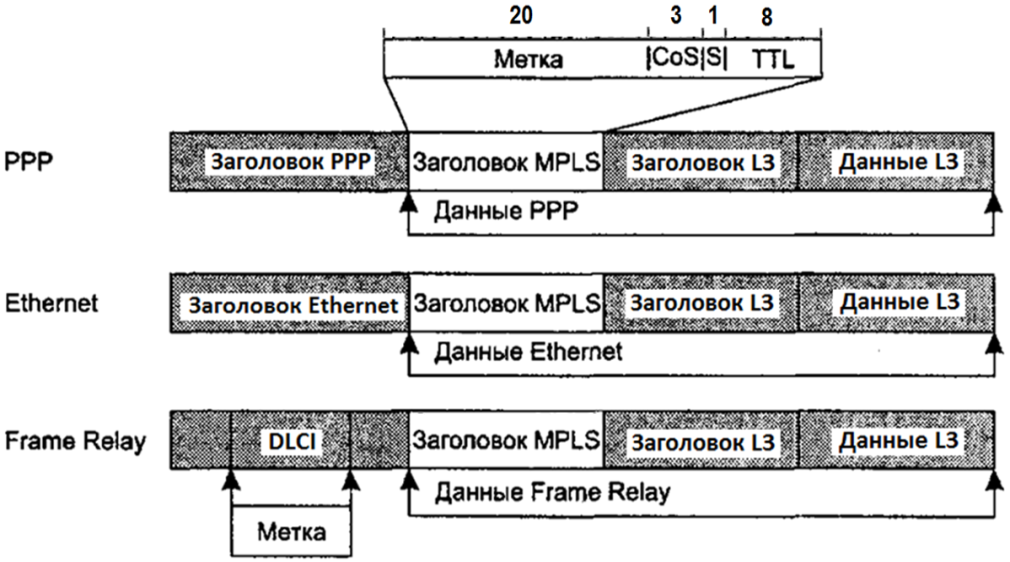 20 3 1 8
Метка |CoS|S| TTL
PPP Заголовок PPP Заголовок MPLS Заголовок L3 Данные L3
Данные PPP
Ethernet Заголовок Ethernet Заголовок MPLS Заголовок L3 Данные L3
Данные Ethernet
Frame Relay DLCI Заголовок MPLS Заголовок L3 Данные L3
Данные Frame Relay
Метка